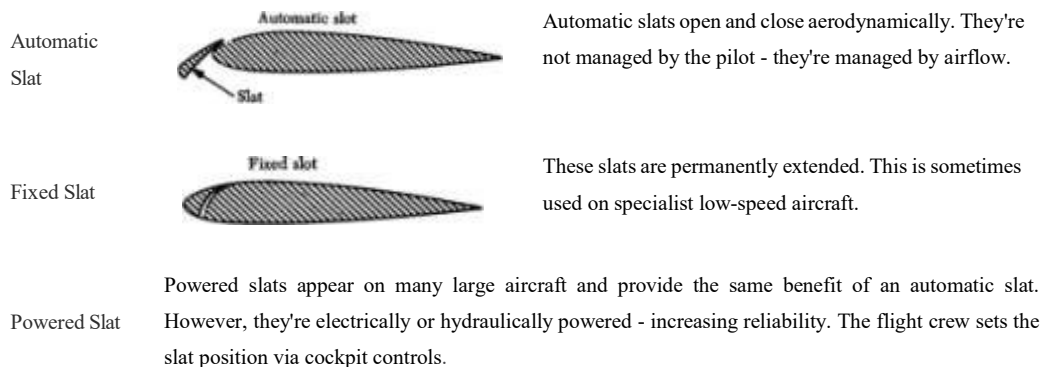 Automatic
Slat
Automatic slot
Slat
Automatic slats open and close aerodynamically. They're
not managed by the pilot - they're managed by airflow.
Fixed Slat
Fixed slot
These slats are permanently extended. This is sometimes
used on specialist low-speed aircraft.
Powered Slat
Powered slats appear on many large aircraft and provide the same benefit of an automatic slat.
However, they're electrically or hydraulically powered - increasing reliability. The flight crew sets the
slat position via cockpit controls.